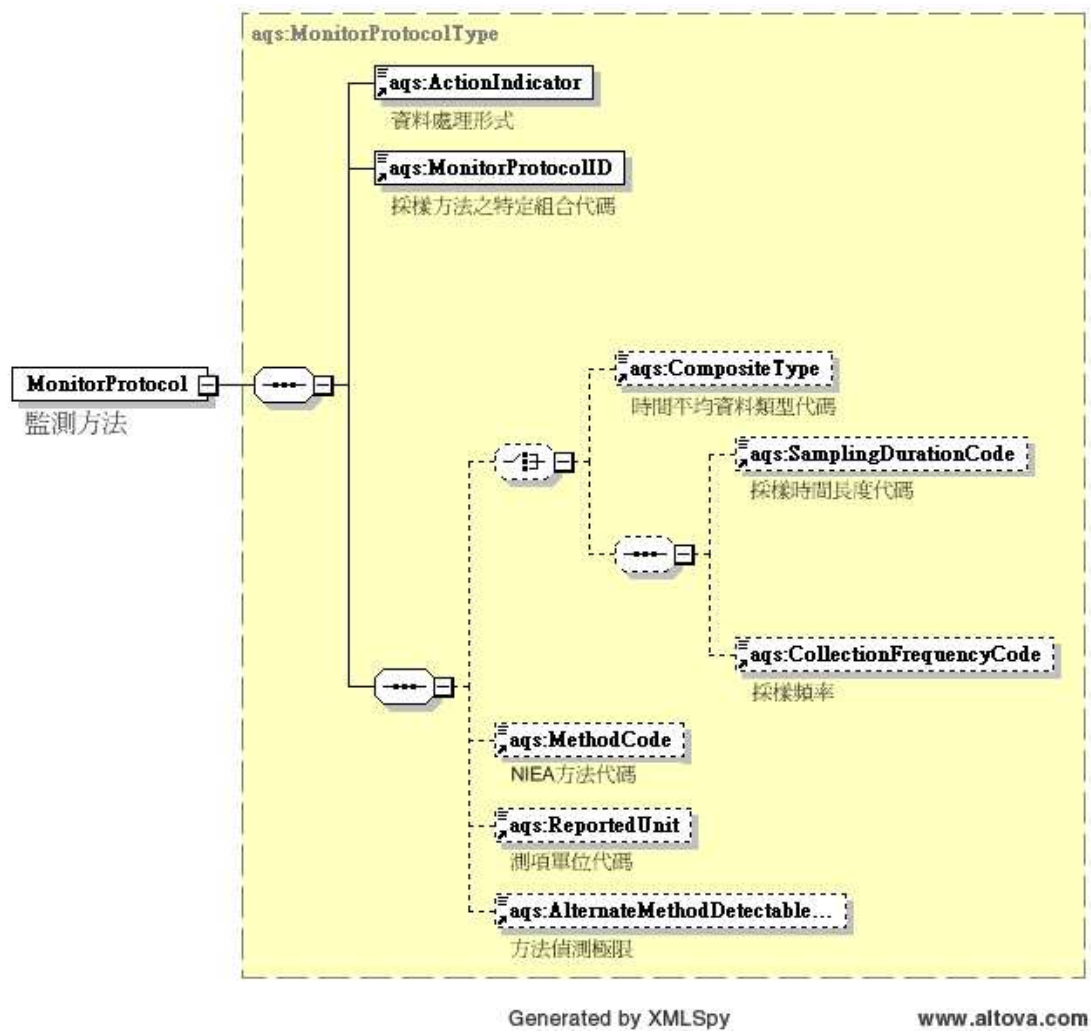 aqs:MonitorProtocolType
aqs:ActionIndicator
資料處理形式
aqs:MonitorProtocolID
採樣方法之特定組合代碼
MonitorProtocol
監測方法
aqs:CompositeType
時間平均資料類型代碼
aqs:SamplingDurationCode
採樣時間長度代碼
aqs:CollectionFrequencyCode
採樣頻率
aqs:MethodCode
NIEA方法代碼
aqs:ReportedUnit
測項單位代碼
aqs:AlternateMethodDetectable...
方法偵測極限
Generated by XMLSpy
www.altova.com